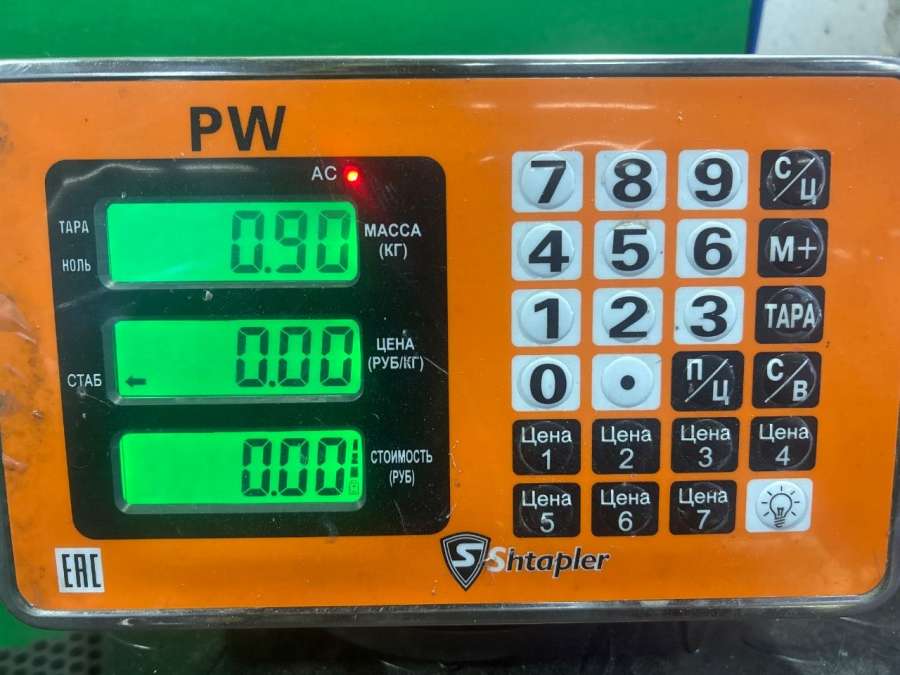 PW
AC
ТАРА
НОЛЬ
0.90
МАССА
(КГ)
СТАБ
0.00
ЦЕНА
(РУБ/КГ)
0.00
СТОИМОСТЬ
(РУБ)
7 8 9 С/Ц
4 5 6 М+
1 2 3 ТАРА
0 • П/Ц С/В
Цена 1 Цена 2 Цена 3 Цена 4
Цена 5 Цена 6 Цена 7
EAC
S Shtapler